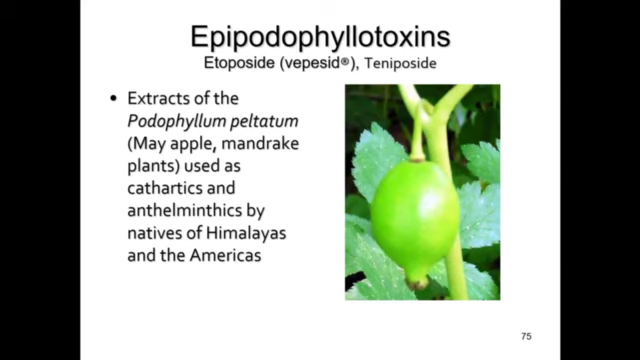 Epipodophyllotoxins
Etoposide (vepesid®), Teniposide
• Extracts of the
Podophyllum peltatum
(May apple, mandrake
plants) used as
cathartics and
anthelminthics by
natives of Himalayas
and the Americas
75